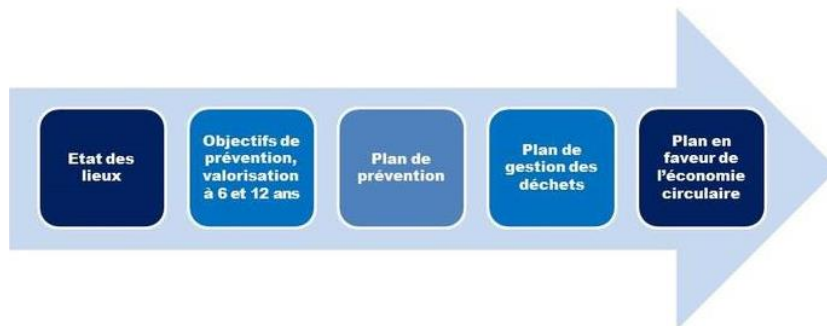 Etat des
lieux
Objectifs de
prévention,
valorisation
à 6 et 12 ans
Plan de
prévention
Plan de
gestion des
déchets
Plan en
faveur de
l'économie
circulaire